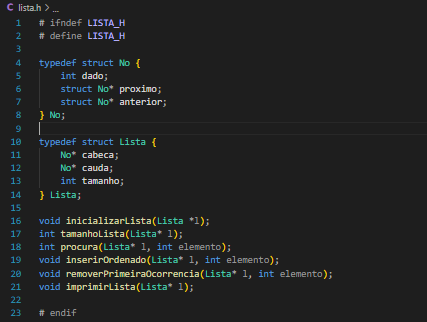 C lista.h > ...
1 # ifndef LISTA_H
2 # define LISTA_H
3
4 typedef struct No {
5     int dado;
6     struct No* proximo;
7     struct No* anterior;
8 } No;
9
10 typedef struct Lista {
11     No* cabeca;
12     No* cauda;
13     int tamanho;
14 } Lista;
15
16 void inicializarLista(Lista *l);
17 int tamanhoLista(Lista* l);
18 int procura(Lista* l, int elemento);
19 void inserirOrdenado(Lista* l, int elemento);
20 void removerPrimeiraOcorrencia(Lista* l, int elemento);
21 void imprimirLista(Lista* l);
22
23 # endif